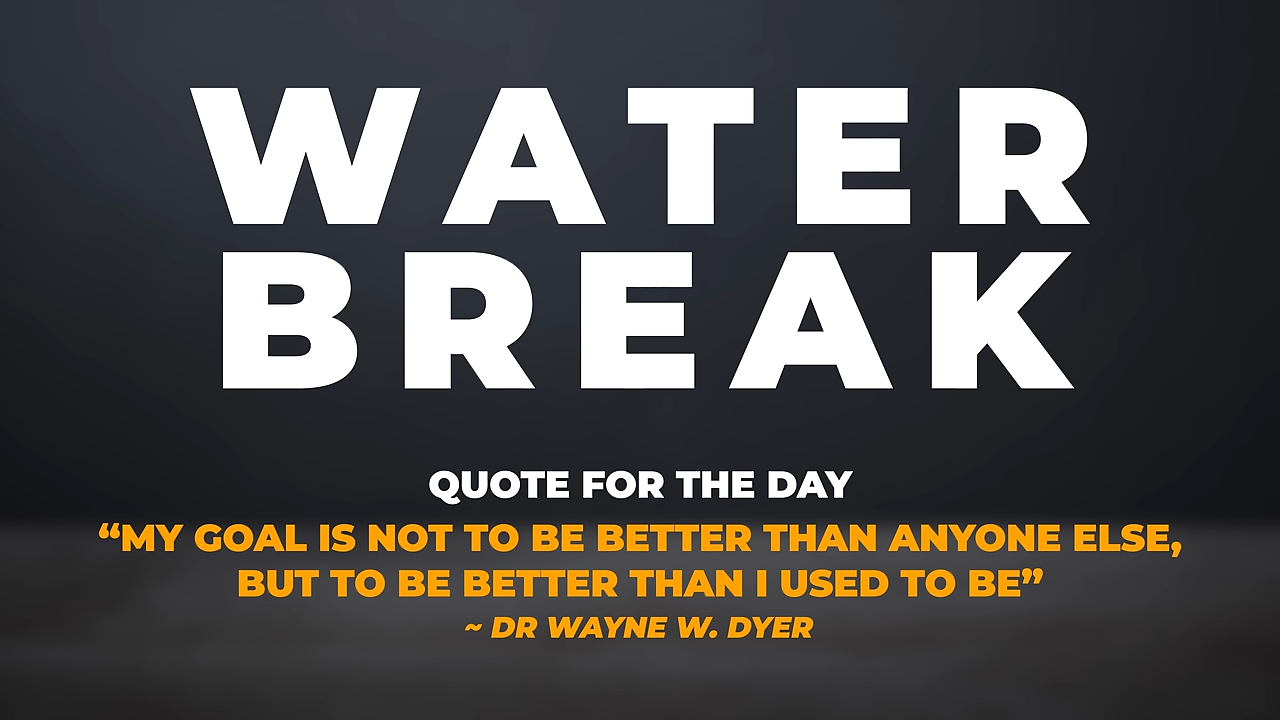 WATER
BREAK
QUOTE FOR THE DAY
“MY GOAL IS NOT TO BE BETTER THAN ANYONE ELSE,
BUT TO BE BETTER THAN I USED TO BE”
~ DR WAYNE W. DYER